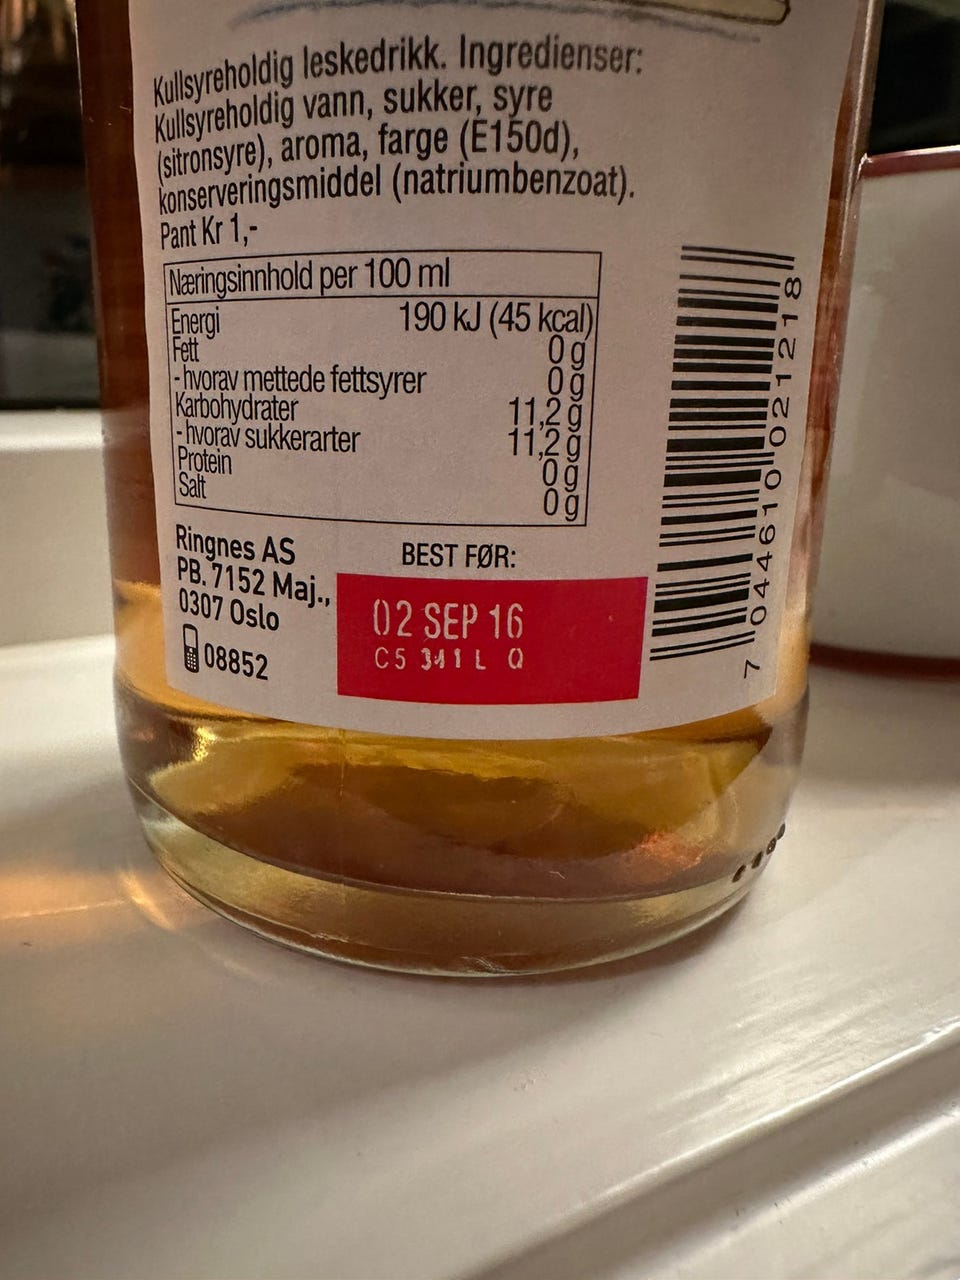 Kullsyreholdig leskedrikk. Ingredienser:
Kullsyreholdig vann, sukker, syre
(sitronsyre), aroma, farge (E150d),
konserveringsmiddel (natriumbenzoat).
Pant Kr 1,-
Næringsinnhold per 100 ml
Energi 190 kJ (45 kcal)
Fett 0 g
- hvorav mettede fettsyrer 0 g
Karbohydrater 11,2 g
- hvorav sukkerarter 11,2 g
Protein 0 g
Salt 0 g
Ringnes AS
PB. 7152 Maj.,
0307 Oslo
08852
BEST FØR:
02 SEP 16
C5 341 L Q
7 044610 021218